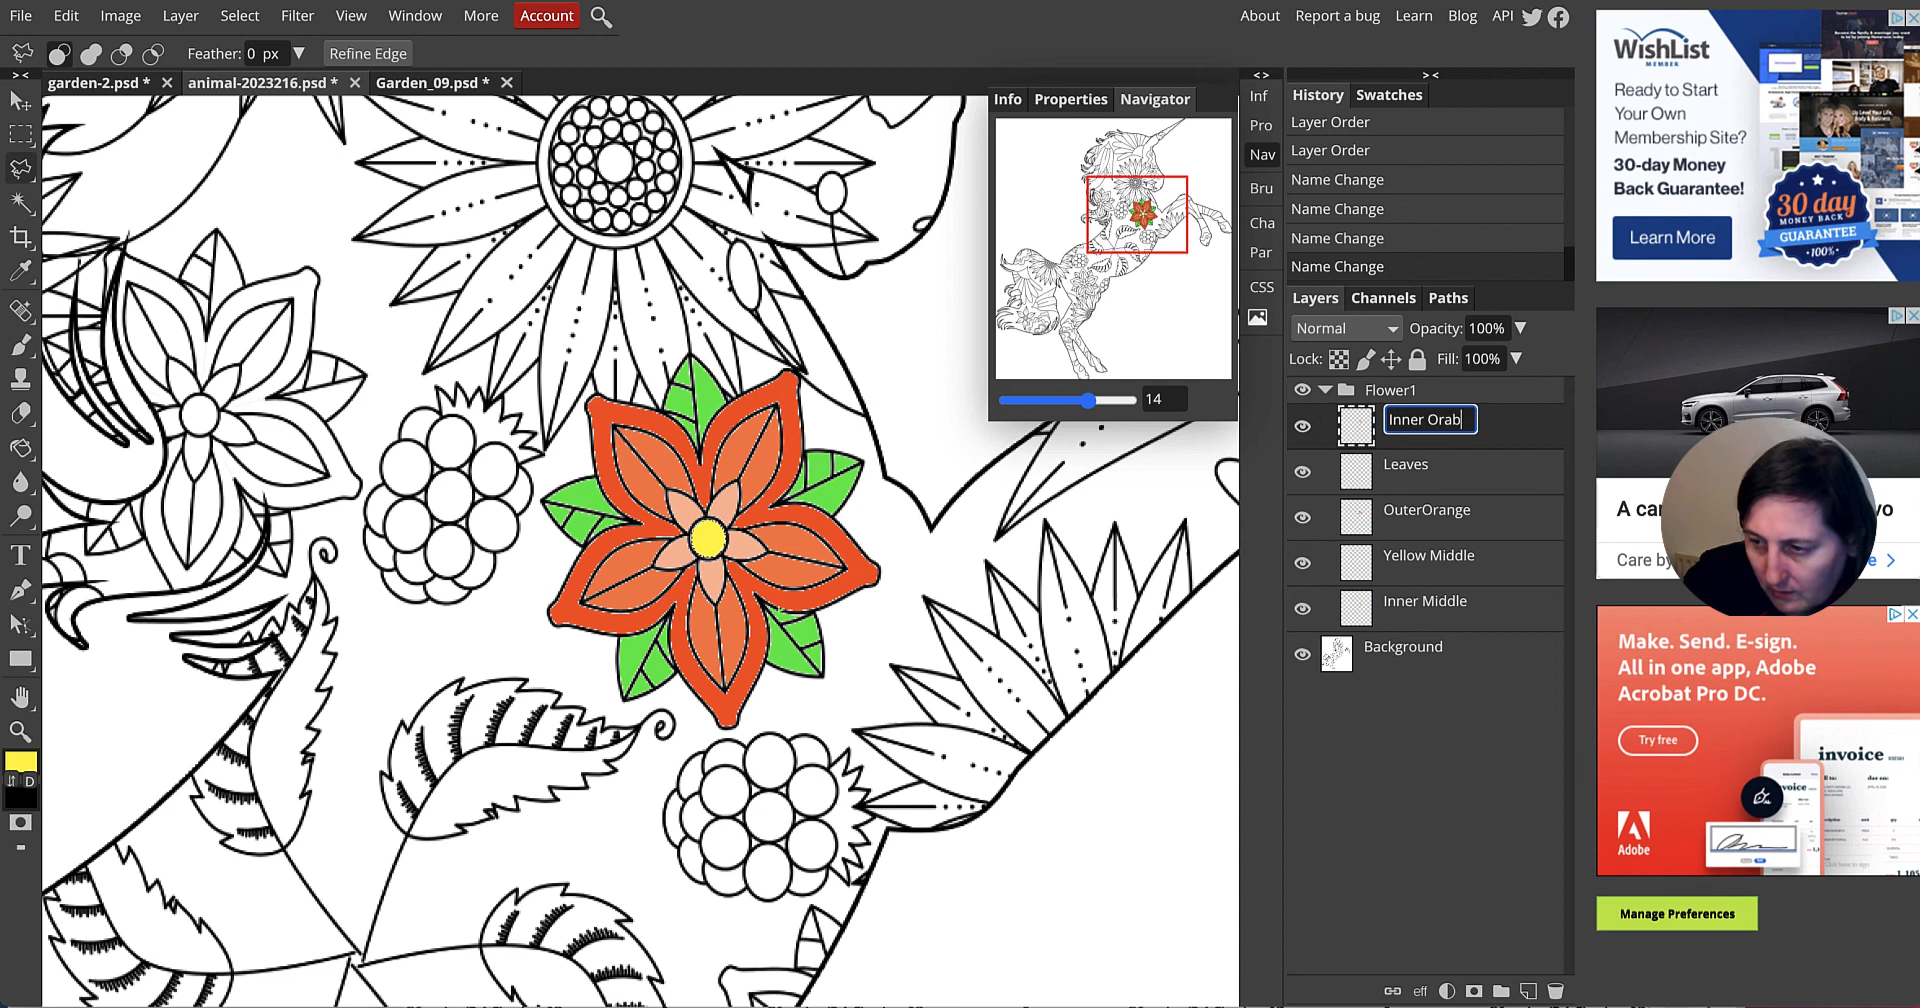 File Edit Image Layer Select Filter View Window More Account
About Report a bug Learn Blog API
Feather: 0 px Refine Edge
garden-2.psd * animal-2023216.psd * Garden_09.psd *
Info Properties Navigator
14
Inf
Pro
Nav
Bru
Cha
Par
CSS
History Swatches
Layer Order
Layer Order
Name Change
Name Change
Name Change
Name Change
Layers Channels Paths
Normal Opacity: 100%
Lock: Fill: 100%
Flower1
Inner Orab
Leaves
OuterOrange
Yellow Middle
Inner Middle
Background
eff
D
WishList
MEMBER
Ready to Start
Your Own
Membership Site?
30-day Money
Back Guarantee!
Learn More
30 day
MONEY BACK
GUARANTEE
100%
A car
vo
Care by
e
Make. Send. E-sign.
All in one app, Adobe
Acrobat Pro DC.
Try free
Adobe
invoice
invoice
Manage Preferences